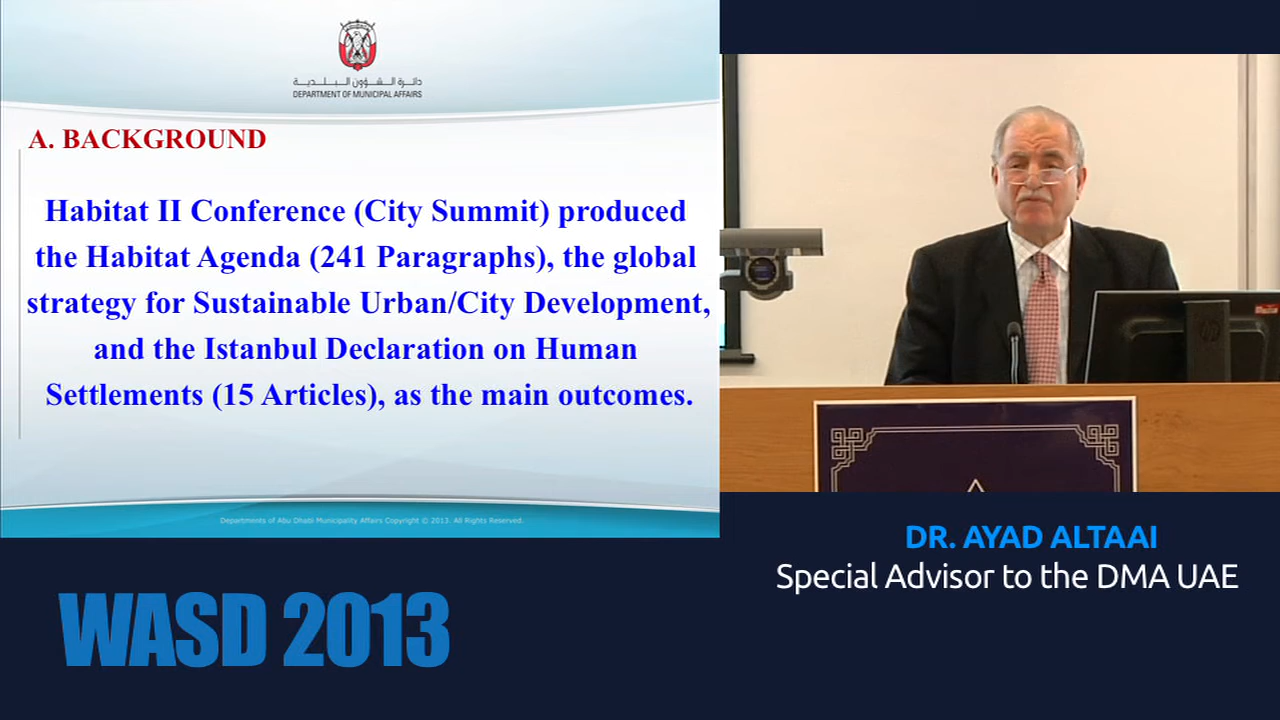 دائرة الشؤون البلدية
DEPARTMENT OF MUNICIPAL AFFAIRS
A. BACKGROUND
Habitat II Conference (City Summit) produced
the Habitat Agenda (241 Paragraphs), the global
strategy for Sustainable Urban/City Development,
and the Istanbul Declaration on Human
Settlements (15 Articles), as the main outcomes.
Departments of Abu Dhabi Municipality Affairs Copyright © 2013. All Rights Reserved.
DR. AYAD ALTAAI
Special Advisor to the DMA UAE
WASD 2013